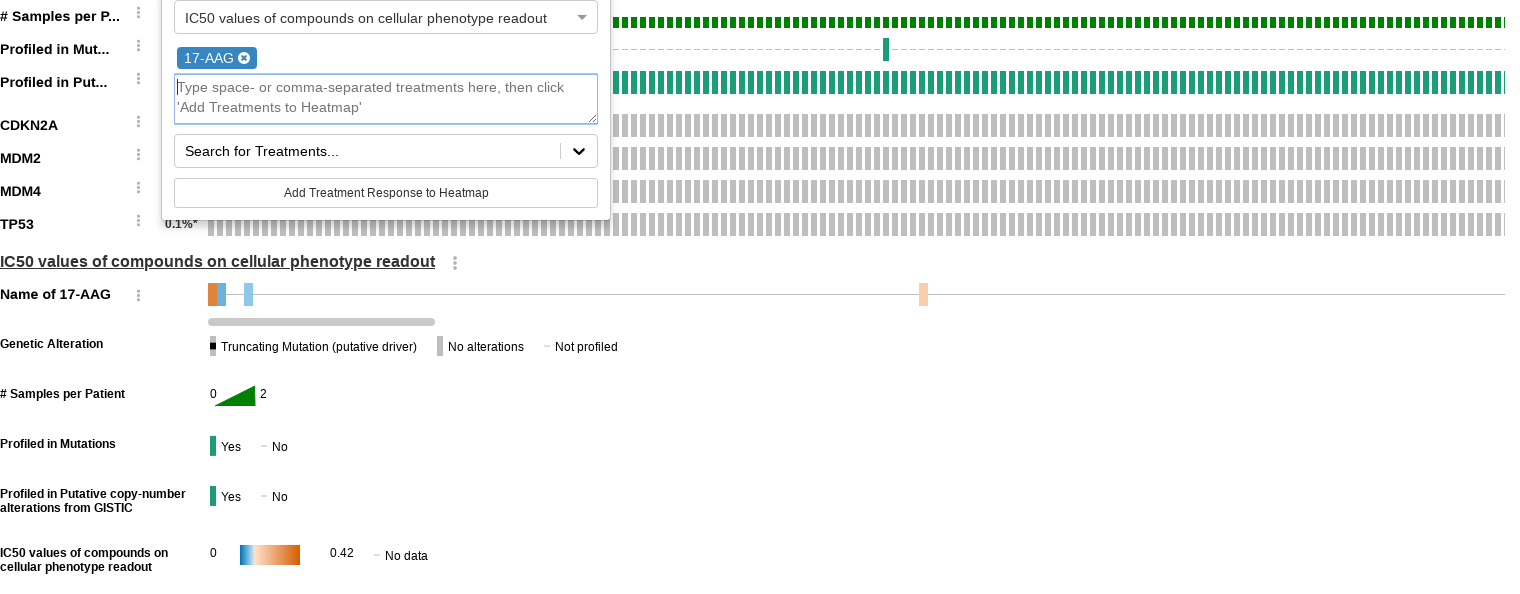 # Samples per P...
IC50 values of compounds on cellular phenotype readout
Profiled in Mut...
17-AAG
Profiled in Put...
Type space- or comma-separated treatments here, then click
'Add Treatments to Heatmap'
CDKN2A
MDM2
Search for Treatments...
MDM4
Add Treatment Response to Heatmap
TP53
0.1%*
IC50 values of compounds on cellular phenotype readout
Name of 17-AAG
Genetic Alteration
Truncating Mutation (putative driver)
No alterations
Not profiled
# Samples per Patient
0
2
Profiled in Mutations
Yes
No
Profiled in Putative copy-number
alterations from GISTIC
Yes
No
IC50 values of compounds on
cellular phenotype readout
0
0.42
No data